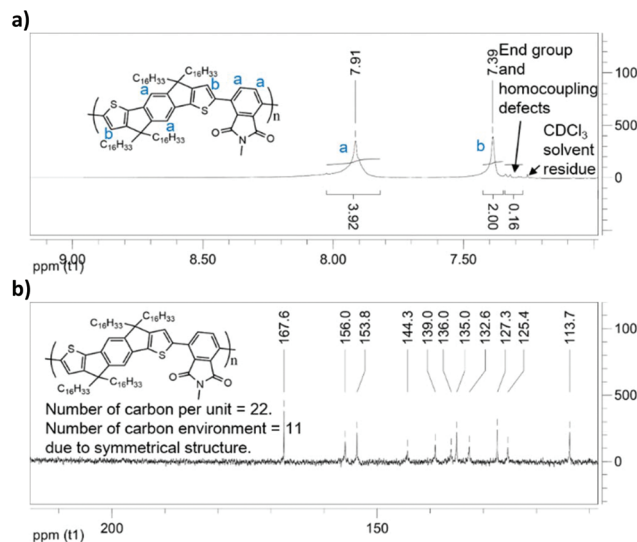 a)
7.91
7.39
End group
and
homocoupling
defects
CDCl3
solvent
residue
C16H33
C16H33
a
a
b
a
S
S
n
b
a
O
N
O
C16H33
C16H33
a
b
3.92
2.00
0.16
1000
500
0
9.00
8.50
8.00
7.50
ppm (t1)
b)
167.6
156.0
153.8
144.3
139.0
136.0
135.0
132.6
127.3
125.4
113.7
C16H33
C16H33
S
S
n
O
N
O
C16H33
C16H33
Number of carbon per unit = 22.
Number of carbon environment = 11
due to symmetrical structure.
1000
500
0
200
150
ppm (t1)